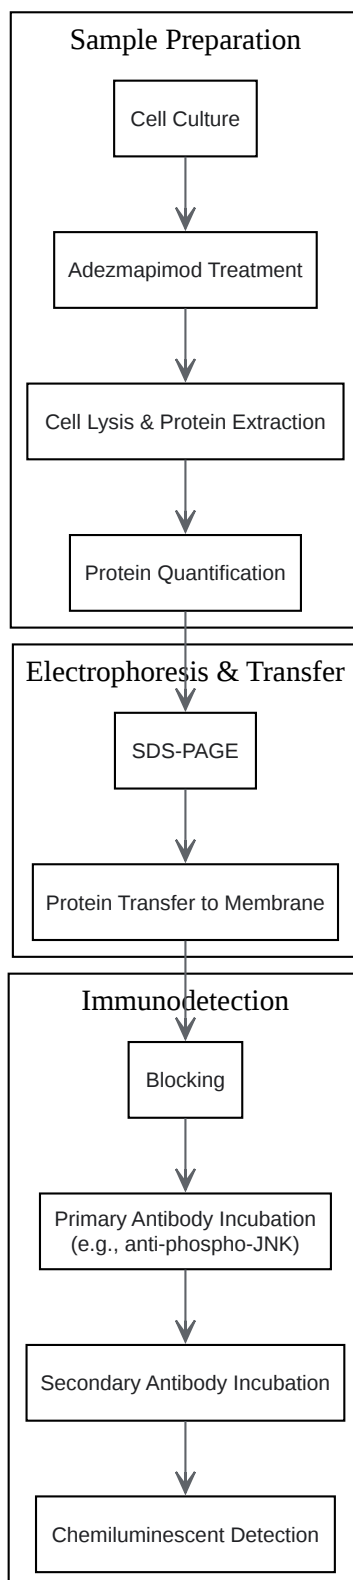 Sample Preparation
Cell Culture
Adezmapimod Treatment
Cell Lysis & Protein Extraction
Protein Quantification
Electrophoresis & Transfer
SDS-PAGE
Protein Transfer to Membrane
Immunodetection
Blocking
Primary Antibody Incubation
(e.g., anti-phospho-JNK)
Secondary Antibody Incubation
Chemiluminescent Detection